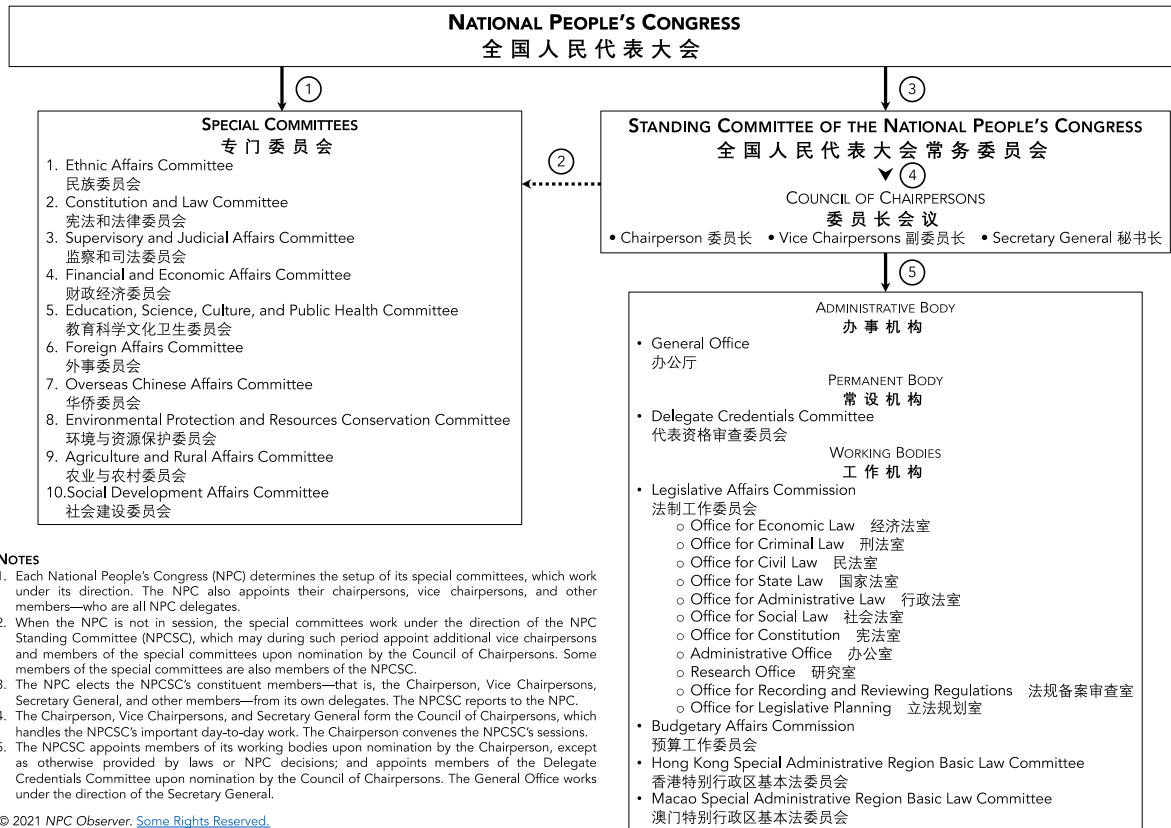 NATIONAL PEOPLE'S CONGRESS
全国人民代表大会
1
3
SPECIAL COMMITTEES
专门委员会
1. Ethnic Affairs Committee
民族委员会
2. Constitution and Law Committee
宪法和法律委员会
3. Supervisory and Judicial Affairs Committee
监察和司法委员会
4. Financial and Economic Affairs Committee
财政经济委员会
5. Education, Science, Culture, and Public Health Committee
教育科学文化卫生委员会
6. Foreign Affairs Committee
外事委员会
7. Overseas Chinese Affairs Committee
华侨委员会
8. Environmental Protection and Resources Conservation Committee
环境与资源保护委员会
9. Agriculture and Rural Affairs Committee
农业与农村委员会
10.Social Development Affairs Committee
社会建设委员会
2
STANDING COMMITTEE OF THE NATIONAL PEOPLE'S CONGRESS
全国人民代表大会常务委员会
4
COUNCIL OF CHAIRPERSONS
委员长会议
• Chairperson 委员长 • Vice Chairpersons 副委员长 • Secretary General 秘书长
5
ADMINISTRATIVE BODY
办事机构
• General Office
办公厅
PERMANENT BODY
常设机构
• Delegate Credentials Committee
代表资格审查委员会
WORKING BODIES
工作机构
• Legislative Affairs Commission
法制工作委员会
○ Office for Economic Law 经济法室
○ Office for Criminal Law 刑法室
○ Office for Civil Law 民法室
○ Office for State Law 国家法室
○ Office for Administrative Law 行政法室
○ Office for Social Law 社会法室
○ Office for Constitution 宪法室
○ Administrative Office 办公室
○ Research Office 研究室
○ Office for Recording and Reviewing Regulations 法规备案审查室
○ Office for Legislative Planning 立法规划室
• Budgetary Affairs Commission
预算工作委员会
• Hong Kong Special Administrative Region Basic Law Committee
香港特别行政区基本法委员会
• Macao Special Administrative Region Basic Law Committee
澳门特别行政区基本法委员会
NOTES
1. Each National People's Congress (NPC) determines the setup of its special committees, which work
under its direction. The NPC also appoints their chairpersons, vice chairpersons, and other
members—who are all NPC delegates.
2. When the NPC is not in session, the special committees work under the direction of the NPC
Standing Committee (NPCSC), which may during such period appoint additional vice chairpersons
and members of the special committees upon nomination by the Council of Chairpersons. Some
members of the special committees are also members of the NPCSC.
3. The NPC elects the NPCSC's constituent members—that is, the Chairperson, Vice Chairpersons,
Secretary General, and other members—from its own delegates. The NPCSC reports to the NPC.
4. The Chairperson, Vice Chairpersons, and Secretary General form the Council of Chairpersons, which
handles the NPCSC's important day-to-day work. The Chairperson convenes the NPCSC's sessions.
5. The NPCSC appoints members of its working bodies upon nomination by the Chairperson, except
as otherwise provided by laws or NPC decisions; and appoints members of the Delegate
Credentials Committee upon nomination by the Council of Chairpersons. The General Office works
under the direction of the Secretary General.
© 2021 NPC Observer. Some Rights Reserved.